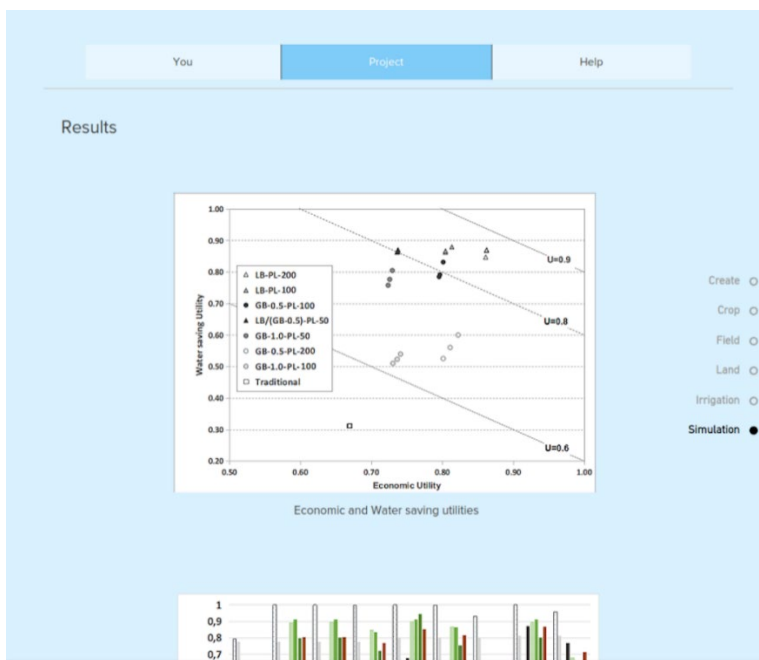 You
Project
Help
Results
1.00
0.90
0.80
0.70
0.60
0.50
0.40
0.30
0.20
Water saving Utility
LB-PL-200
LB-PL-100
GB-0.5-PL-100
LB/(GB-0.5)-PL-50
GB-1.0-PL-50
GB-0.5-PL-200
GB-1.0-PL-100
Traditional
U=0.9
U=0.8
U=0.6
0.50
0.60
0.70
0.80
0.90
1.00
Economic Utility
Economic and Water saving utilities
Create
Crop
Field
Land
Irrigation
Simulation
1
0,9
0,8
0,7